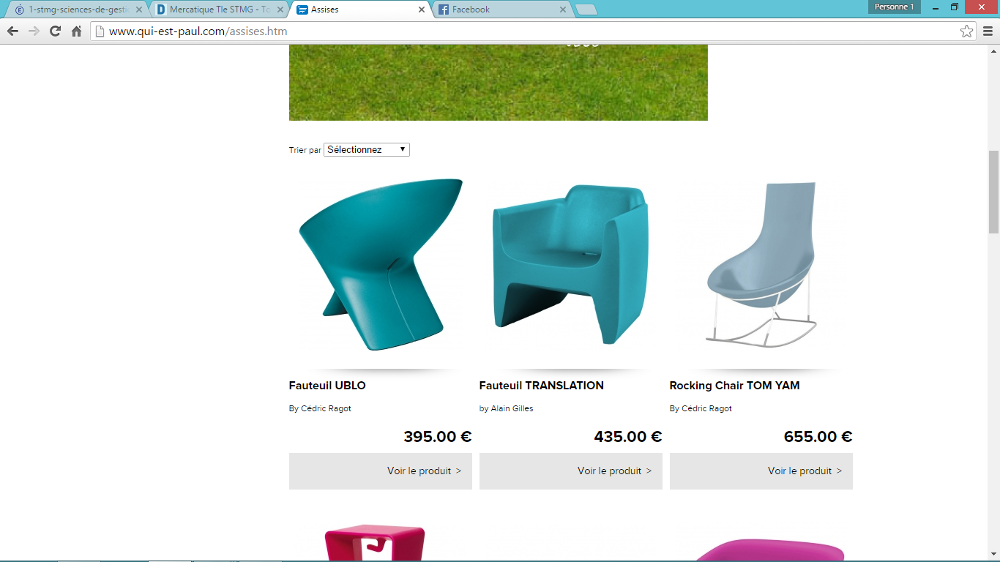 1-stmg-sciences-de-gesti
Mercatique Tle STMG - To
Assises
Facebook
Personne 1
www.qui-est-paul.com/assises.htm
Trier par Sélectionnez
Fauteuil UBLO
By Cédric Ragot
395.00 €
Voir le produit >
Fauteuil TRANSLATION
by Alain Gilles
435.00 €
Voir le produit >
Rocking Chair TOM YAM
By Cédric Ragot
655.00 €
Voir le produit >